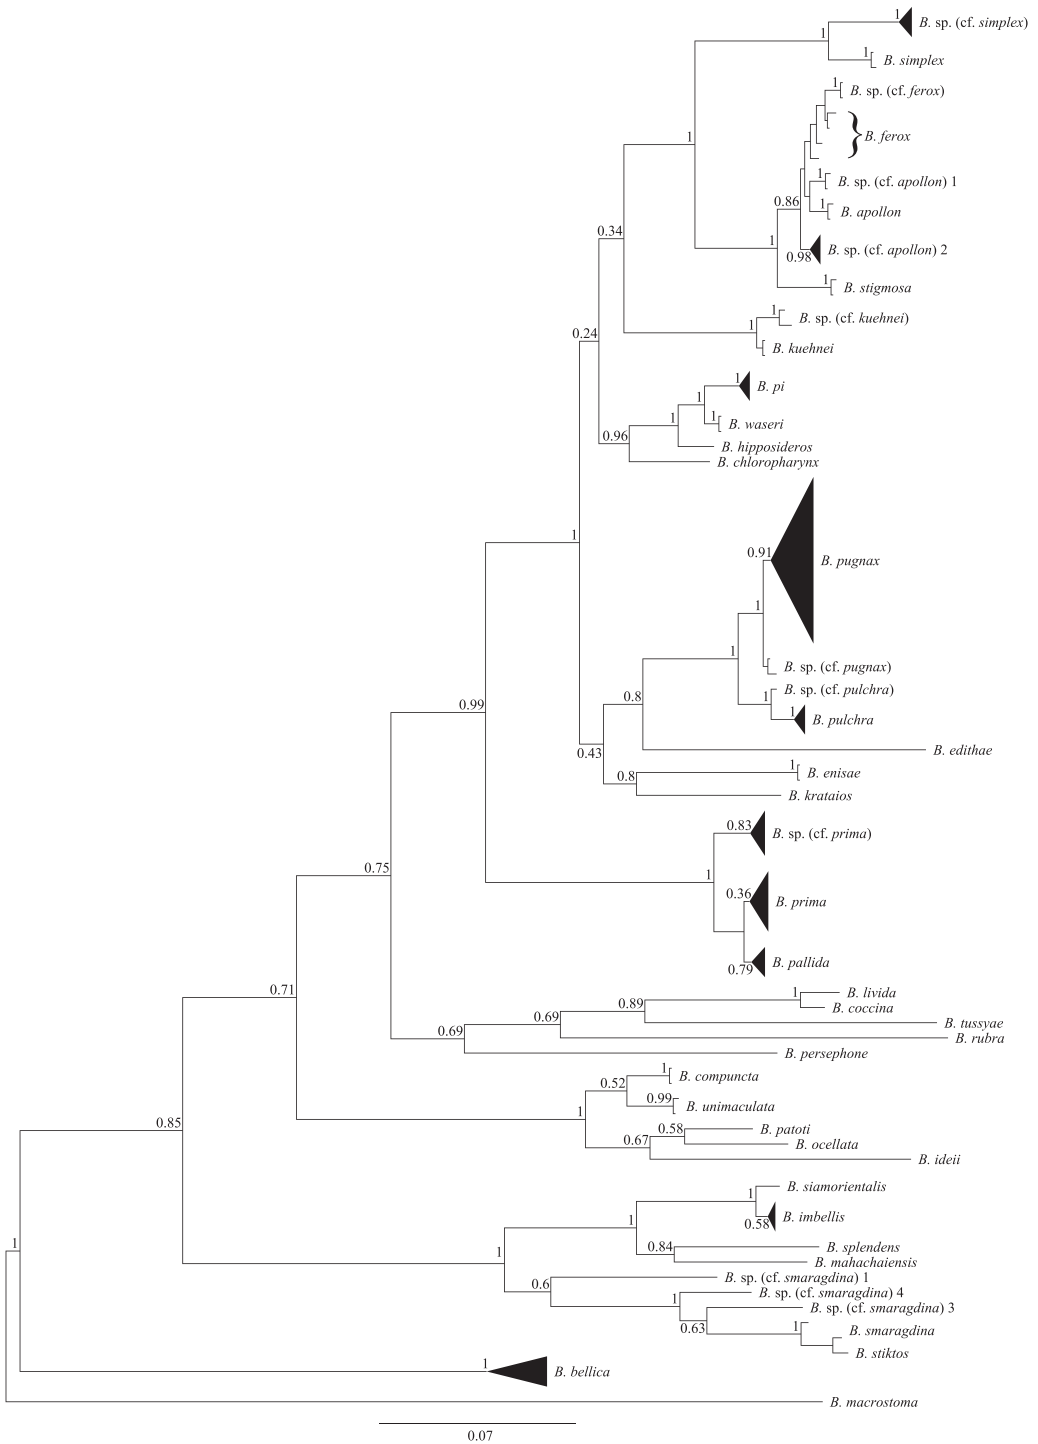 1
B. sp. (cf. simplex)
1
1
B. simplex
1
B. sp. (cf. ferox)
} B. ferox
1
1
B. sp. (cf. apollon) 1
0.86
1
B. apollon
1
0.98
B. sp. (cf. apollon) 2
0.34
1
B. stigmosa
1
B. sp. (cf. kuehnei)
0.24
1
B. kuehnei
1
B. pi
1
1
1
B. waseri
0.96
B. hipposideros
B. chloropharynx
1
0.91
B. pugnax
1
1
B. sp. (cf. pugnax)
B. sp. (cf. pulchra)
0.99
0.8
1
1
B. pulchra
0.43
B. edithae
0.8
1
B. enisae
B. krataios
0.83
B. sp. (cf. prima)
0.75
1
0.36
B. prima
0.79
B. pallida
0.71
1
B. livida
0.89
B. coccina
0.69
0.69
B. tussyae
B. rubra
B. persephone
0.52
1
B. compuncta
0.85
1
0.99
B. unimaculata
0.58
B. patoti
0.67
B. ocellata
B. ideii
1
B. siamorientalis
1
0.58
B. imbellis
1
1
0.84
B. splendens
B. mahachaiensis
0.6
B. sp. (cf. smaragdina) 1
1
B. sp. (cf. smaragdina) 4
0.63
B. sp. (cf. smaragdina) 3
1
B. smaragdina
B. stiktos
1
B. bellica
B. macrostoma
0.07